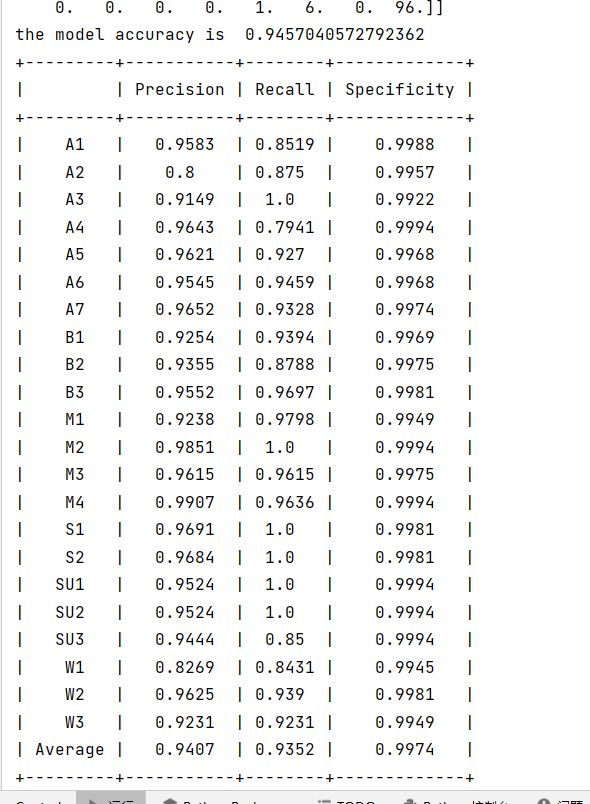 0. 0. 0. 0. 1. 6. 0. 96.]]
the model accuracy is 0.9457040572792362
+---------+-----------+--------+-------------+
| | Precision | Recall | Specificity |
+---------+-----------+--------+-------------+
| A1 | 0.9583 | 0.8519 | 0.9988 |
| A2 | 0.8 | 0.875 | 0.9957 |
| A3 | 0.9149 | 1.0 | 0.9922 |
| A4 | 0.9643 | 0.7941 | 0.9994 |
| A5 | 0.9621 | 0.927 | 0.9968 |
| A6 | 0.9545 | 0.9459 | 0.9968 |
| A7 | 0.9652 | 0.9328 | 0.9974 |
| B1 | 0.9254 | 0.9394 | 0.9969 |
| B2 | 0.9355 | 0.8788 | 0.9975 |
| B3 | 0.9552 | 0.9697 | 0.9981 |
| M1 | 0.9238 | 0.9798 | 0.9949 |
| M2 | 0.9851 | 1.0 | 0.9994 |
| M3 | 0.9615 | 0.9615 | 0.9975 |
| M4 | 0.9907 | 0.9636 | 0.9994 |
| S1 | 0.9691 | 1.0 | 0.9981 |
| S2 | 0.9684 | 1.0 | 0.9981 |
| SU1 | 0.9524 | 1.0 | 0.9994 |
| SU2 | 0.9524 | 1.0 | 0.9994 |
| SU3 | 0.9444 | 0.85 | 0.9994 |
| W1 | 0.8269 | 0.8431 | 0.9945 |
| W2 | 0.9625 | 0.939 | 0.9981 |
| W3 | 0.9231 | 0.9231 | 0.9949 |
| Average | 0.9407 | 0.9352 | 0.9974 |
+---------+-----------+--------+-------------+